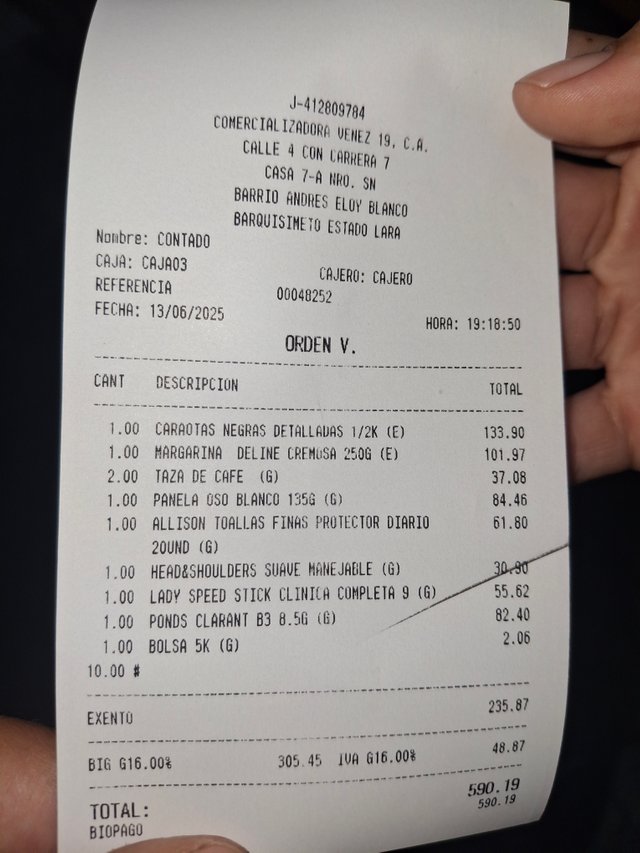 J-412809784
COMERCIALIZADORA VENEZ 19, C.A.
CALLE 4 CON CARRERA 7
CASA 7-A NRO. SN
BARRIO ANDRES ELOY BLANCO
BARQUISIMETO ESTADO LARA
Nombre: CONTADO
CAJA: CAJA03 CAJERO: CAJERO
REFERENCIA 00048252
FECHA: 13/06/2025 HORA: 19:18:50
ORDEN V.
CANT DESCRIPCION TOTAL
1.00 CARAOTAS NEGRAS DETALLADAS 1/2K (E) 133.90
1.00 MARGARINA DELINE CREMOSA 250G (E) 101.97
2.00 TAZA DE CAFE (G) 37.08
1.00 PANELA OSO BLANCO 135G (G) 84.46
1.00 ALLISON TOALLAS FINAS PROTECTOR DIARIO 61.80
20UND (G)
1.00 HEAD&SHOULDERS SUAVE MANEJABLE (G) 30.90
1.00 LADY SPEED STICK CLINICA COMPLETA 9 (G) 55.62
1.00 PONDS CLARANT B3 8.5G (G) 82.40
1.00 BOLSA 5K (G) 2.06
10.00 #
EXENTO 235.87
BIG G16.00% 305.45 IVA G16.00% 48.87
TOTAL: 590.19
BIOPAGO 590.19